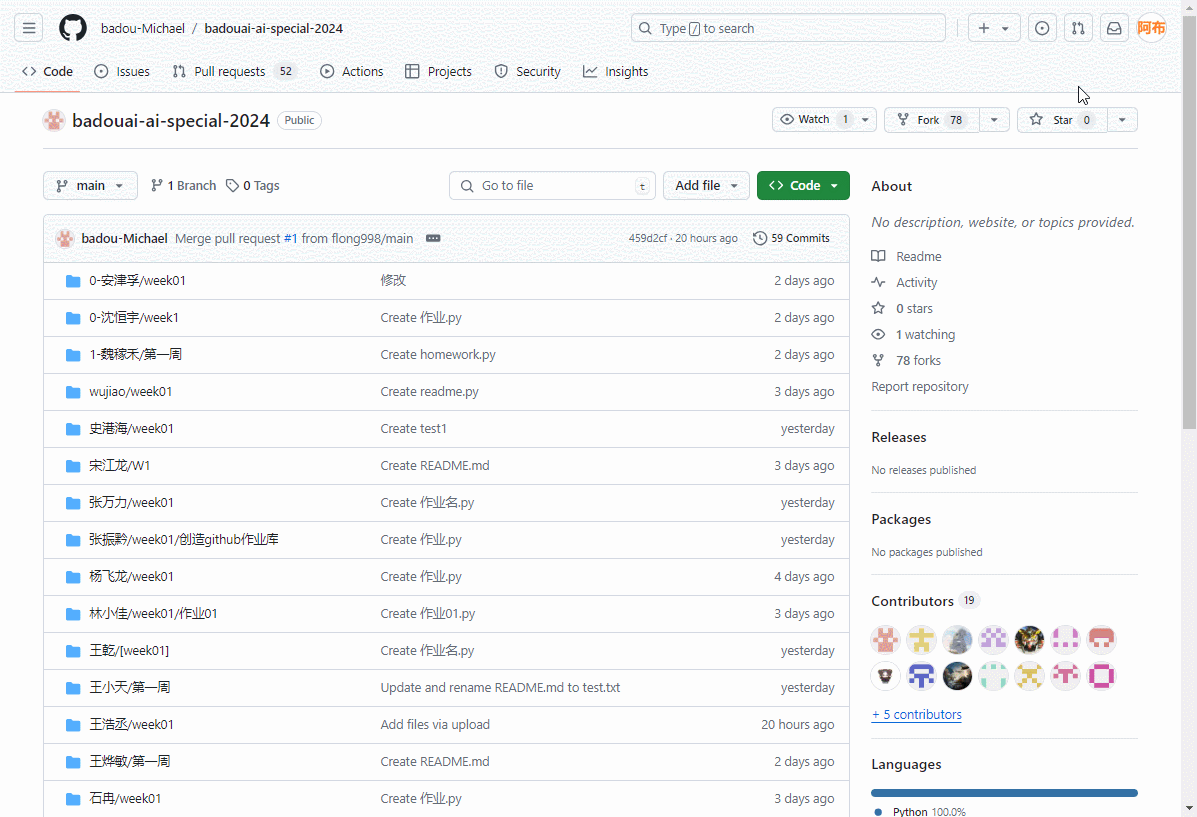 badou-Michael / badouai-ai-special-2024
Type / to search
阿布
Code Issues Pull requests 52 Actions Projects Security Insights
badouai-ai-special-2024 Public
Watch 1 Fork 78 Star 0
main 1 Branch 0 Tags
Go to file t
Add file Code
badou-Michael Merge pull request #1 from flong998/main 459d2cf · 20 hours ago 59 Commits
0-安津孚/week01 修改 2 days ago
0-沈恒宇/week1 Create 作业.py 2 days ago
1-魏稼禾/第一周 Create homework.py 2 days ago
wujiao/week01 Create readme.py 3 days ago
史港海/week01 Create test1 yesterday
宋江龙/W1 Create README.md 3 days ago
张万力/week01 Create 作业名.py yesterday
张振黔/week01/创造github作业库 Create 作业.py yesterday
杨飞龙/week01 Create 作业.py 4 days ago
林小佳/week01/作业01 Create 作业01.py 3 days ago
王乾/[week01] Create 作业名.py yesterday
王小天/第一周 Update and rename README.md to test.txt yesterday
王浩丞/week01 Add files via upload 20 hours ago
王烨敏/第一周 Create README.md 2 days ago
石冉/week01 Create 作业.py 3 days ago
About
No description, website, or topics provided.
Readme
Activity
0 stars
1 watching
78 forks
Report repository
Releases
No releases published
Packages
No packages published
Contributors 19
+ 5 contributors
Languages
Python 100.0%